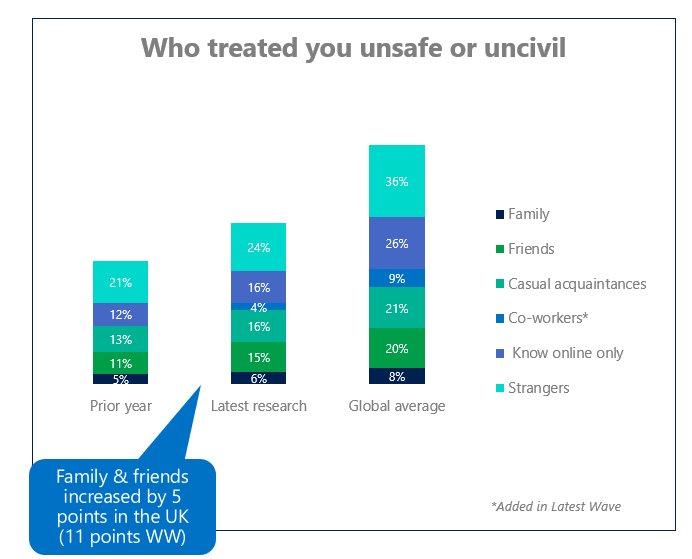 Who treated you unsafe or uncivil
21%
12%
13%
11%
5%
24%
16%
4%
16%
15%
6%
36%
26%
9%
21%
20%
8%
Prior year
Latest research
Global average
Family
Friends
Casual acquaintances
Co-workers*
Know online only
Strangers
Family & friends
increased by 5
points in the UK
(11 points WW)
*Added in Latest Wave